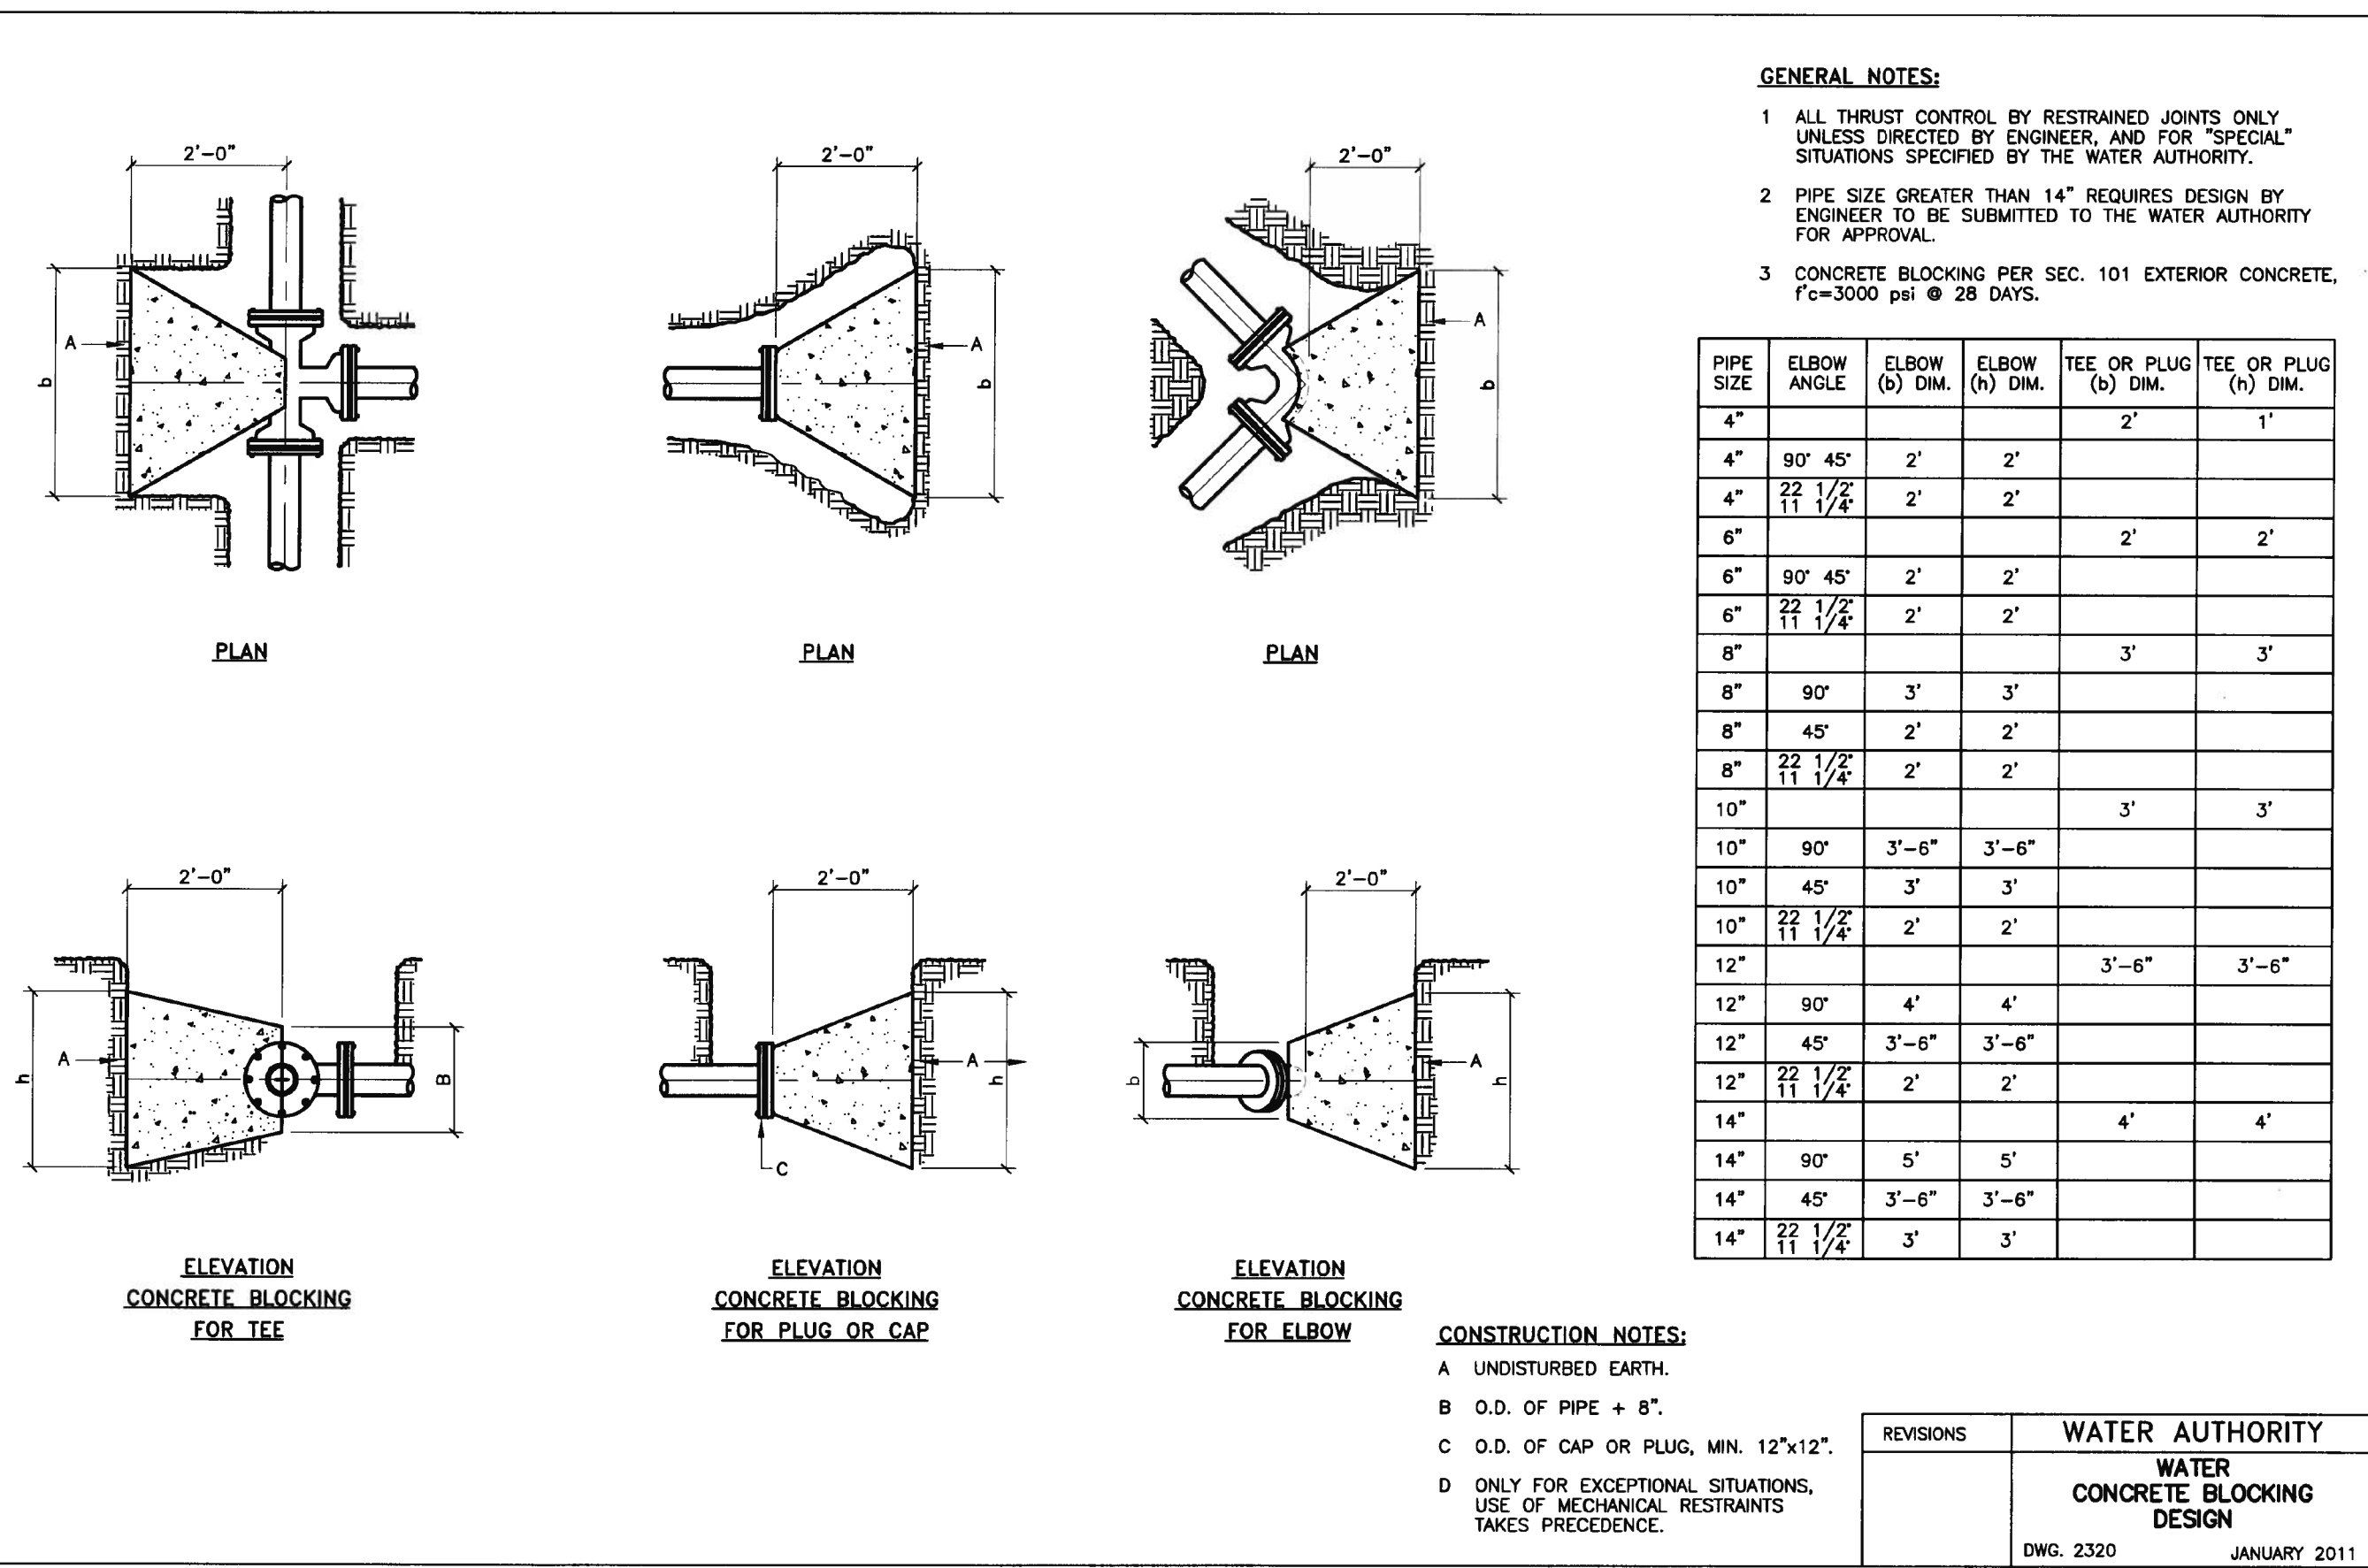 GENERAL NOTES:
1 ALL THRUST CONTROL BY RESTRAINED JOINTS ONLY
UNLESS DIRECTED BY ENGINEER, AND FOR "SPECIAL"
SITUATIONS SPECIFIED BY THE WATER AUTHORITY.
2 PIPE SIZE GREATER THAN 14" REQUIRES DESIGN BY
ENGINEER TO BE SUBMITTED TO THE WATER AUTHORITY
FOR APPROVAL.
3 CONCRETE BLOCKING PER SEC. 101 EXTERIOR CONCRETE,
f'c=3000 psi @ 28 DAYS.
2'-0"
A
b
PLAN
2'-0"
A
b
PLAN
2'-0"
A
b
PLAN
2'-0"
A
h
B
ELEVATION
CONCRETE BLOCKING
FOR TEE
2'-0"
A
h
C
ELEVATION
CONCRETE BLOCKING
FOR PLUG OR CAP
2'-0"
b
A
h
ELEVATION
CONCRETE BLOCKING
FOR ELBOW
PIPE SIZE ELBOW ANGLE ELBOW (b) DIM. ELBOW (h) DIM. TEE OR PLUG (b) DIM. TEE OR PLUG (h) DIM.
4" 2' 1'
4" 90° 45° 2' 2'
4" 22 1/2° 11 1/4° 2' 2'
6" 2' 2'
6" 90° 45° 2' 2'
6" 22 1/2° 11 1/4° 2' 2'
8" 3' 3'
8" 90° 3' 3'
8" 45° 2' 2'
8" 22 1/2° 11 1/4° 2' 2'
10" 3' 3'
10" 90° 3'-6" 3'-6"
10" 45° 3' 3'
10" 22 1/2° 11 1/4° 2' 2'
12" 3'-6" 3'-6"
12" 90° 4' 4'
12" 45° 3'-6" 3'-6"
12" 22 1/2° 11 1/4° 2' 2'
14" 4' 4'
14" 90° 5' 5'
14" 45° 3'-6" 3'-6"
14" 22 1/2° 11 1/4° 3' 3'
CONSTRUCTION NOTES:
A UNDISTURBED EARTH.
B O.D. OF PIPE + 8".
C O.D. OF CAP OR PLUG, MIN. 12"x12".
D ONLY FOR EXCEPTIONAL SITUATIONS,
USE OF MECHANICAL RESTRAINTS
TAKES PRECEDENCE.
REVISIONS
WATER AUTHORITY
WATER
CONCRETE BLOCKING
DESIGN
DWG. 2320 JANUARY 2011